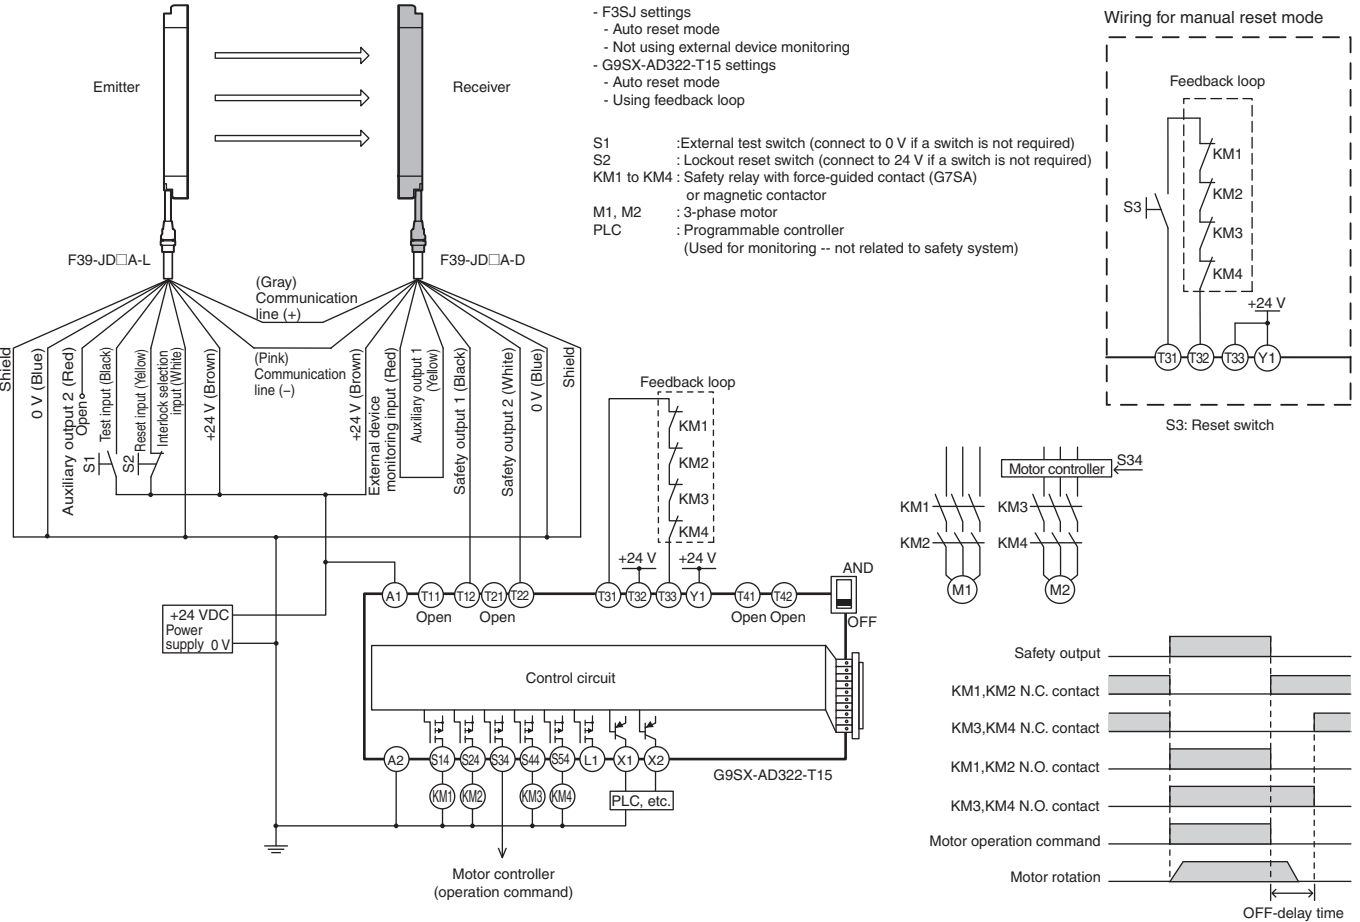 - F3SJ settings
- Auto reset mode
- Not using external device monitoring
- G9SX-AD322-T15 settings
- Auto reset mode
- Using feedback loop
S1 :External test switch (connect to 0 V if a switch is not required)
S2 : Lockout reset switch (connect to 24 V if a switch is not required)
KM1 to KM4 : Safety relay with force-guided contact (G7SA)
or magnetic contactor
M1, M2 : 3-phase motor
PLC : Programmable controller
(Used for monitoring -- not related to safety system)
Wiring for manual reset mode
Feedback loop
KM1
KM2
KM3
KM4
S3
+24 V
T31 T32 T33 Y1
S3: Reset switch
Emitter
Receiver
F39-JD□A-L
F39-JD□A-D
(Gray)
Communication
line (+)
(Pink)
Communication
line (–)
Shield
0 V (Blue)
Auxiliary output 2 (Red)
Open
Test input (Black)
S1
Reset input (Yellow)
S2
Interlock selection
input (White)
+24 V (Brown)
+24 V (Brown)
External device
monitoring input (Red)
Auxiliary output 1
(Yellow)
Safety output 1 (Black)
Safety output 2 (White)
0 V (Blue)
Shield
Feedback loop
KM1
KM2
KM3
KM4
+24 V +24 V
A1 T11 T12 T21 T22 T31 T32 T33 Y1 T41 T42
Open Open Open Open
AND
OFF
+24 VDC
Power
supply 0 V
Control circuit
A2 S14 S24 S34 S44 S54 L1 X1 X2
G9SX-AD322-T15
KM1 KM2 KM3 KM4 PLC, etc.
Motor controller
(operation command)
Motor controller S34
KM1 KM3
KM2 KM4
M1 M2
Safety output
KM1,KM2 N.C. contact
KM3,KM4 N.C. contact
KM1,KM2 N.O. contact
KM3,KM4 N.O. contact
Motor operation command
Motor rotation
OFF-delay time